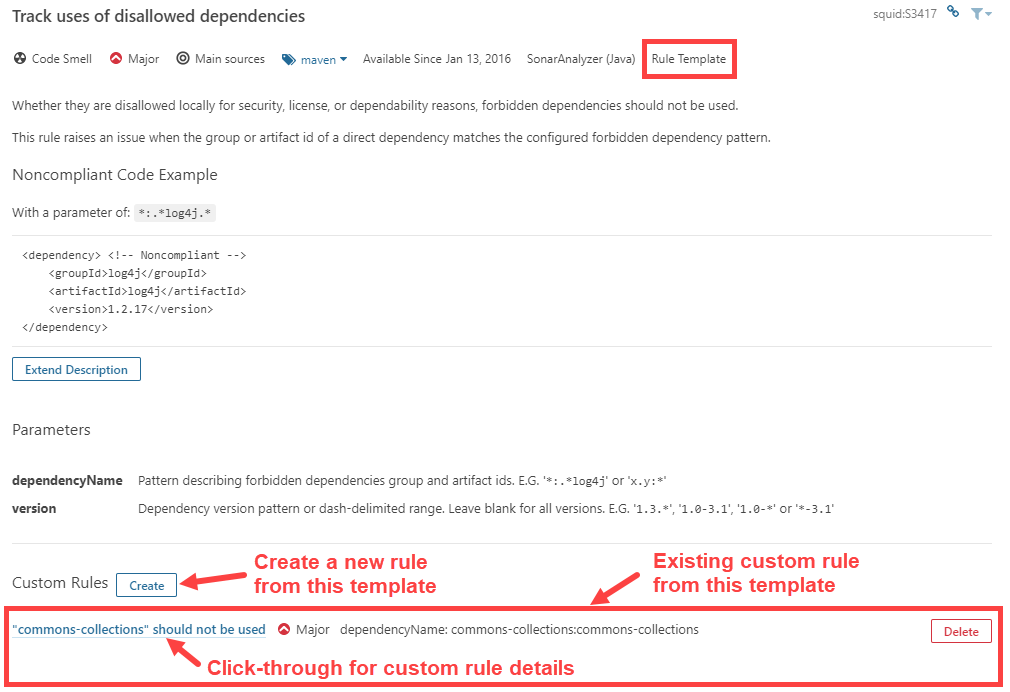 Track uses of disallowed dependencies
squid:S3417
Code Smell Major Main sources maven Available Since Jan 13, 2016 SonarAnalyzer (Java) Rule Template
Whether they are disallowed locally for security, license, or dependability reasons, forbidden dependencies should not be used.
This rule raises an issue when the group or artifact id of a direct dependency matches the configured forbidden dependency pattern.
Noncompliant Code Example
With a parameter of: *:.*log4j.*
<dependency> <!-- Noncompliant -->
    <groupId>log4j</groupId>
    <artifactId>log4j</artifactId>
    <version>1.2.17</version>
</dependency>
Extend Description
Parameters
dependencyName Pattern describing forbidden dependencies group and artifact ids. E.G. '*:.*log4j' or 'x.y:*'
version Dependency version pattern or dash-delimited range. Leave blank for all versions. E.G. '1.3.*', '1.0-3.1', '1.0-*' or '*-3.1'
Custom Rules Create
Create a new rule
from this template
Existing custom rule
from this template
"commons-collections" should not be used Major dependencyName: commons-collections:commons-collections Delete
Click-through for custom rule details